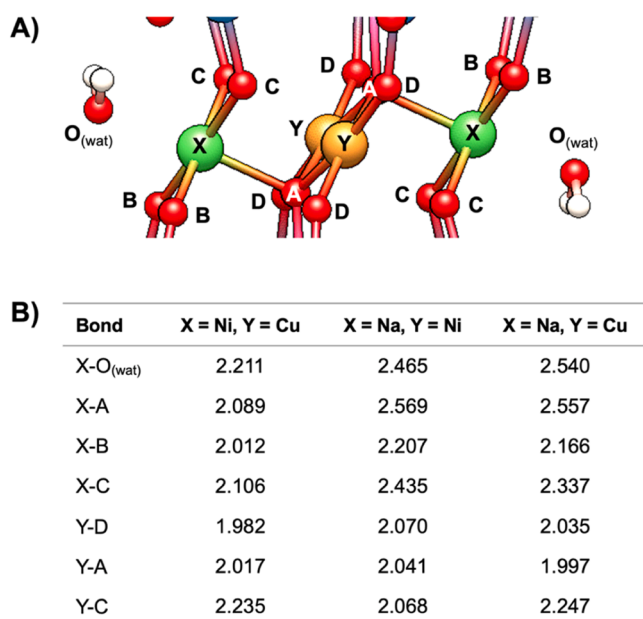 A)
C C D A D B B
O(wat) X Y Y X O(wat)
B B D A D C C
B)
Bond X = Ni, Y = Cu X = Na, Y = Ni X = Na, Y = Cu
X-O(wat) 2.211 2.465 2.540
X-A 2.089 2.569 2.557
X-B 2.012 2.207 2.166
X-C 2.106 2.435 2.337
Y-D 1.982 2.070 2.035
Y-A 2.017 2.041 1.997
Y-C 2.235 2.068 2.247